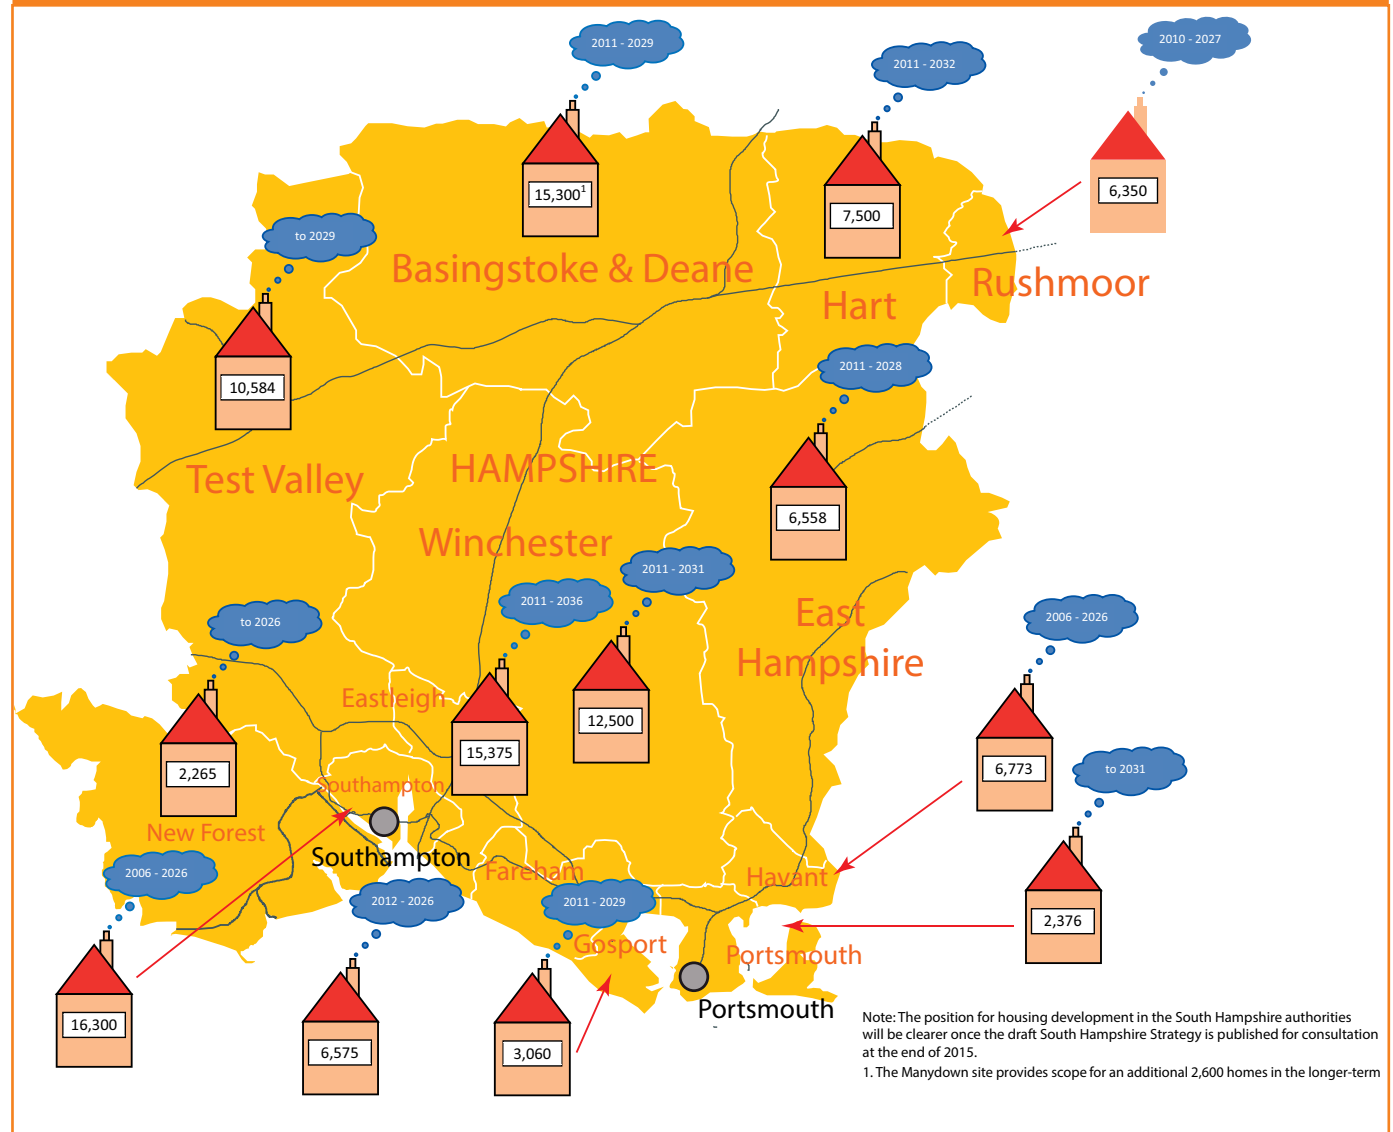 2010 - 2027
2011 - 2029
2011 - 2032
6,350
15,300¹
7,500
to 2029
Basingstoke & Deane
Rushmoor
Hart
2011 - 2028
10,584
HAMPSHIRE
Test Valley
6,558
Winchester
2011 - 2031
2011 - 2036
East
Hampshire
2006 - 2026
to 2026
Eastleigh
12,500
15,375
6,773
2,265
to 2031
Southampton
New Forest
Southampton
Fareham
Havant
2006 - 2026
2012 - 2026
2011 - 2029
2,376
Gosport
Portsmouth
16,300
6,575
3,060
Portsmouth
Note: The position for housing development in the South Hampshire authorities
will be clearer once the draft South Hampshire Strategy is published for consultation
at the end of 2015.
1. The Manydown site provides scope for an additional 2,600 homes in the longer-term